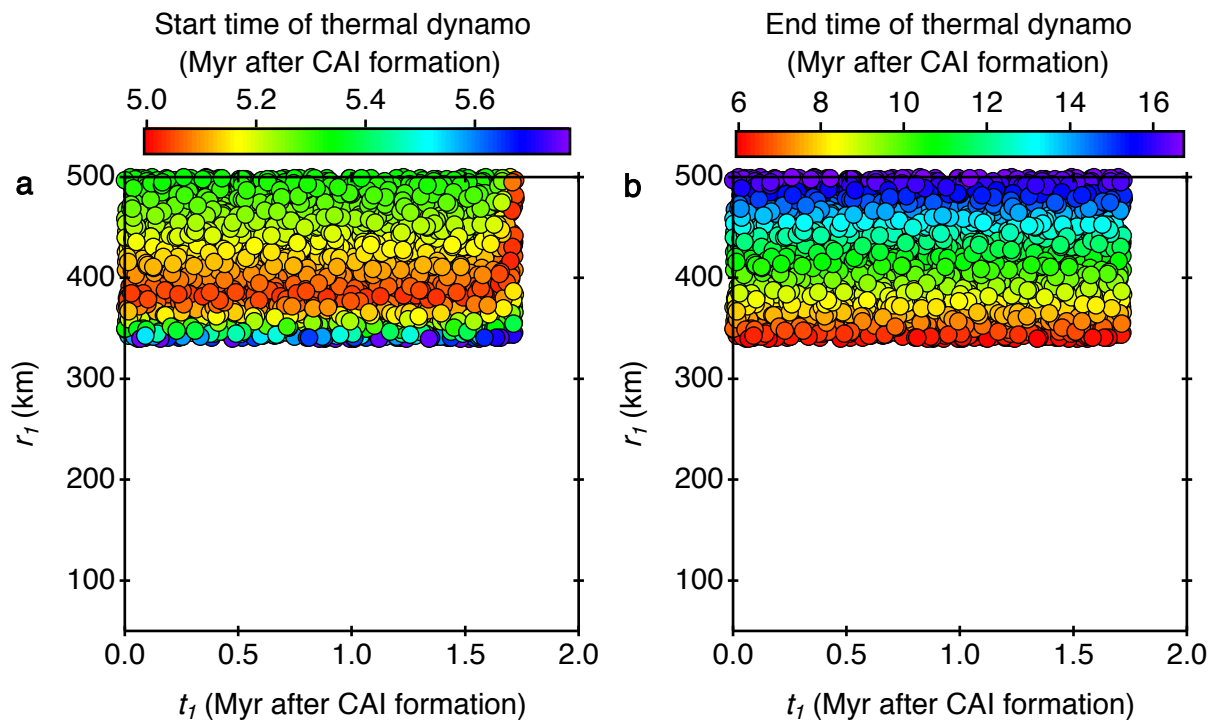 Start time of thermal dynamo
(Myr after CAI formation)
5.0 5.2 5.4 5.6
a
500
400
300
200
100
r1 (km)
0.0 0.5 1.0 1.5 2.0
t1 (Myr after CAI formation)
End time of thermal dynamo
(Myr after CAI formation)
6 8 10 12 14 16
b
500
400
300
200
100
r1 (km)
0.0 0.5 1.0 1.5 2.0
t1 (Myr after CAI formation)